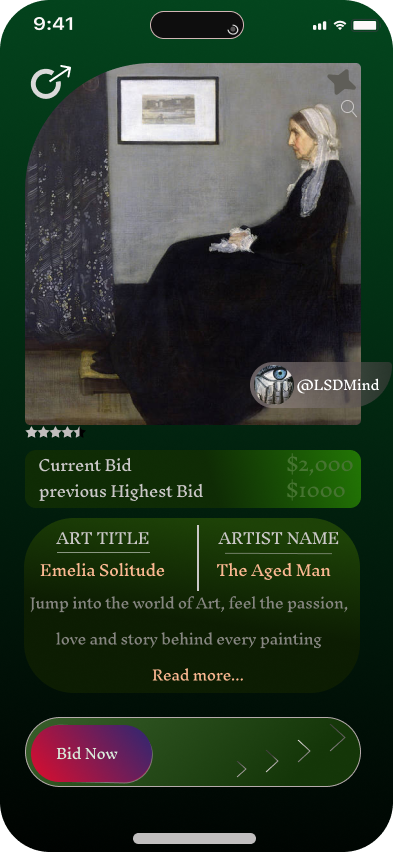 9:41
@LSDMind
Current Bid $2,000
previous Highest Bid $1000
ART TITLE ARTIST NAME
Emelia Solitude The Aged Man
Jump into the world of Art, feel the passion,
love and story behind every painting
Read more...
Bid Now